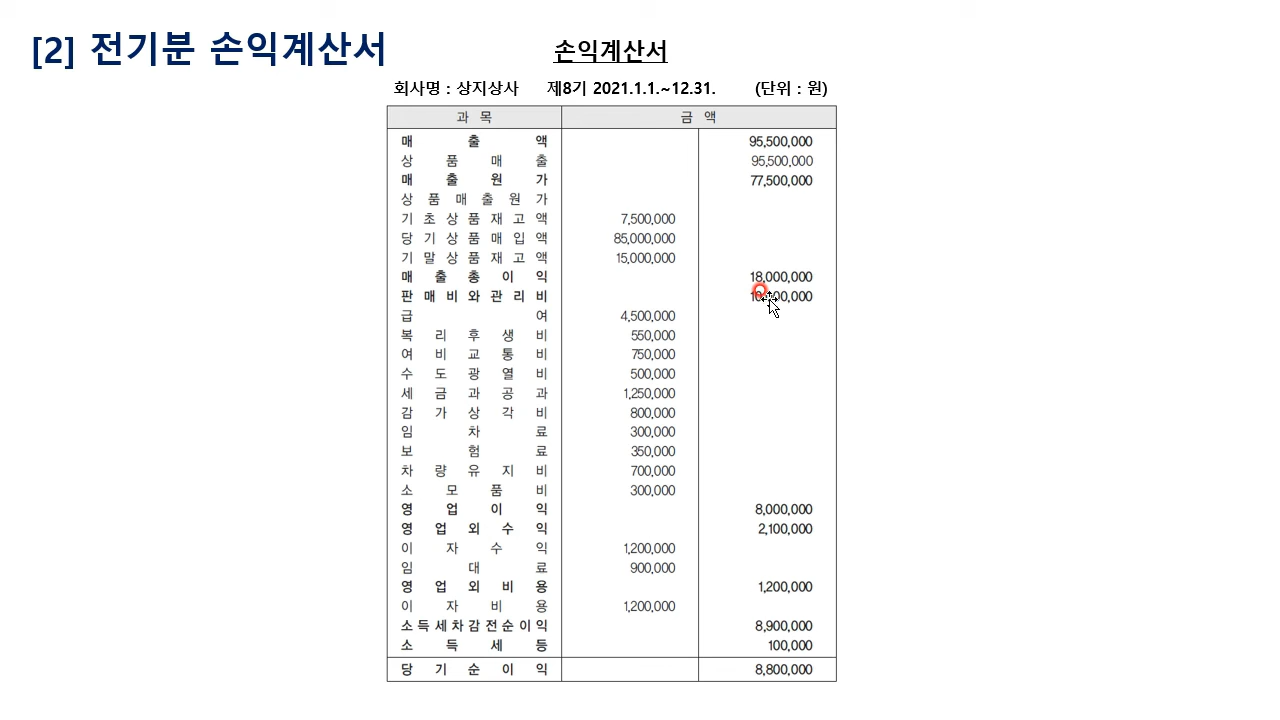 [2] 전기분 손익계산서
손익계산서
회사명 : 상지상사 제8기 2021.1.1.~12.31. (단위 : 원)
과 목 금 액
매 출 액 95,500,000
상 품 매 출 95,500,000
매 출 원 가 77,500,000
상 품 매 출 원 가
기 초 상 품 재 고 액 7,500,000
당 기 상 품 매 입 액 85,000,000
기 말 상 품 재 고 액 15,000,000
매 출 총 이 익 18,000,000
판 매 비 와 관 리 비
급 여 4,500,000
복 리 후 생 비 550,000
여 비 교 통 비 750,000
수 도 광 열 비 500,000
세 금 과 공 과 1,250,000
감 가 상 각 비 800,000
임 차 료 300,000
보 험 료 350,000
차 량 유 지 비 700,000
소 모 품 비 300,000
영 업 이 익 8,000,000
영 업 외 수 익 2,100,000
이 자 수 익 1,200,000
임 대 료 900,000
영 업 외 비 용 1,200,000
이 자 비 용 1,200,000
소 득 세 차 감 전 순 이 익 8,900,000
소 득 세 등 100,000
당 기 순 이 익 8,800,000